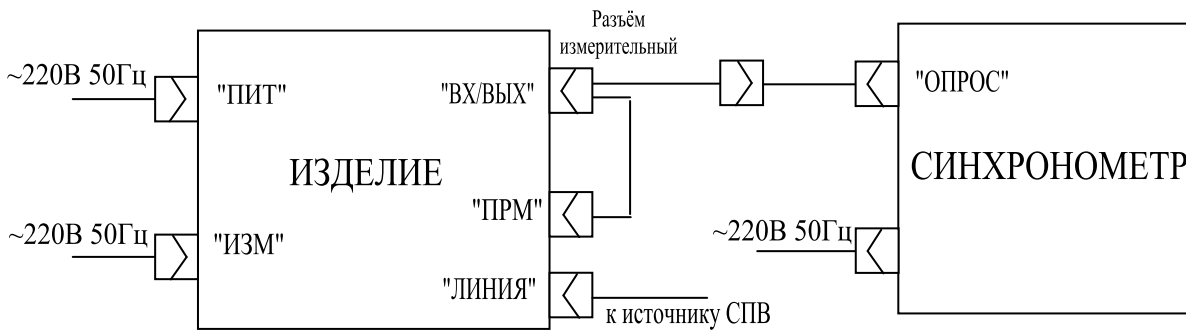 Разъём
измерительный
~220В 50Гц
"ПИТ"
"ВХ/ВЫХ"
"ОПРОС"
ИЗДЕЛИЕ
СИНХРОНОМЕТР
"ПРМ"
~220В 50Гц
"ИЗМ"
~220В 50Гц
"ЛИНИЯ"
к источнику СПВ